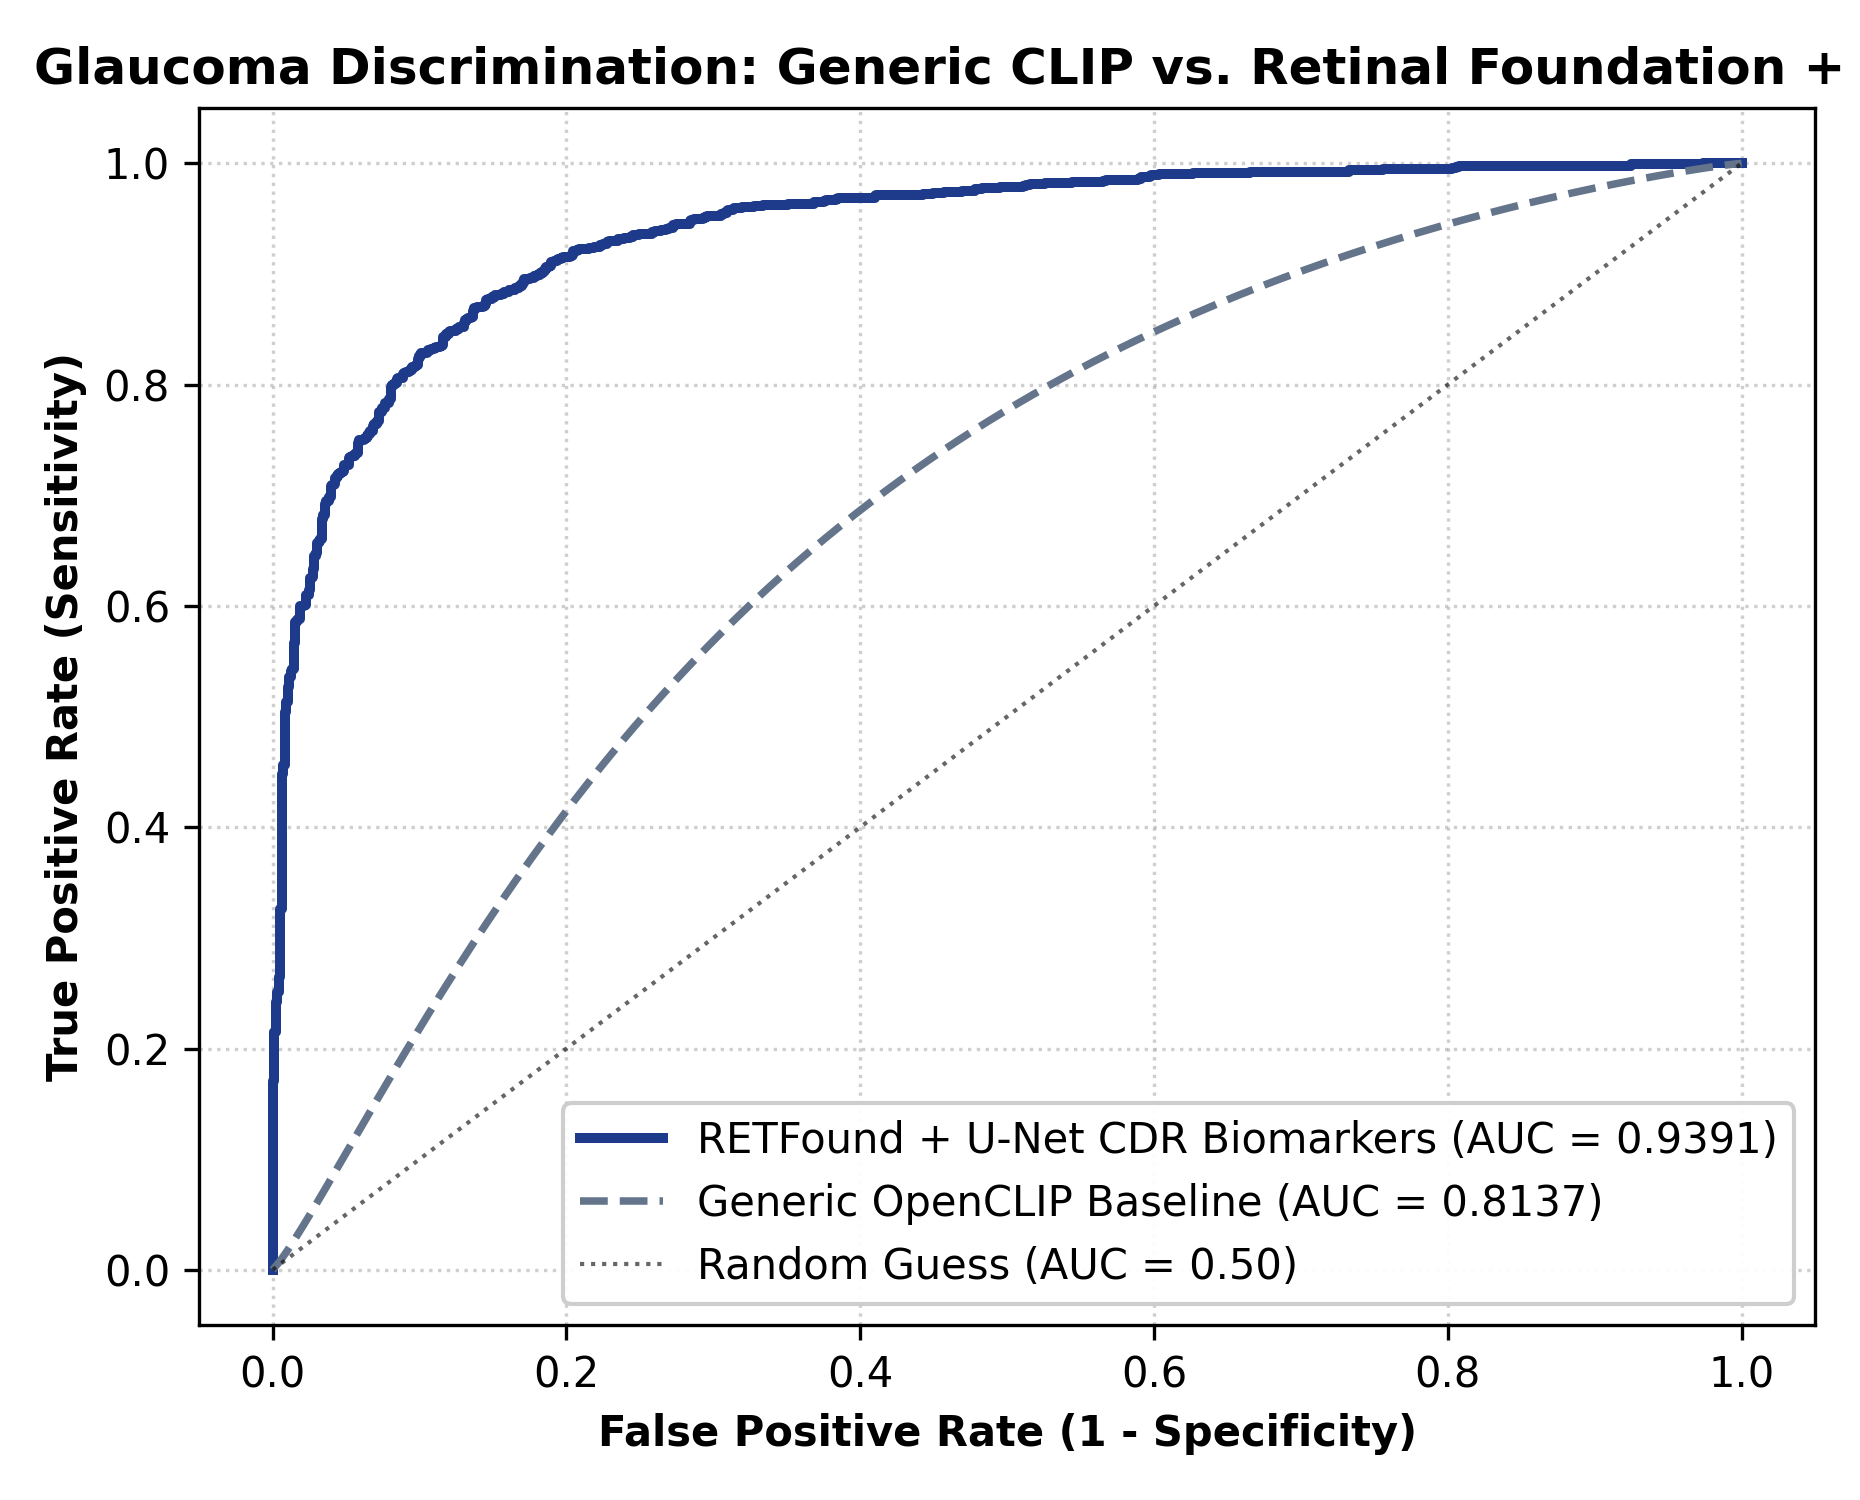 Glaucoma Discrimination: Generic CLIP vs. Retinal Foundation +
True Positive Rate (Sensitivity)
1.0
0.8
0.6
0.4
0.2
0.0
RETFound + U-Net CDR Biomarkers (AUC = 0.9391)
Generic OpenCLIP Baseline (AUC = 0.8137)
Random Guess (AUC = 0.50)
0.0 0.2 0.4 0.6 0.8 1.0
False Positive Rate (1 - Specificity)